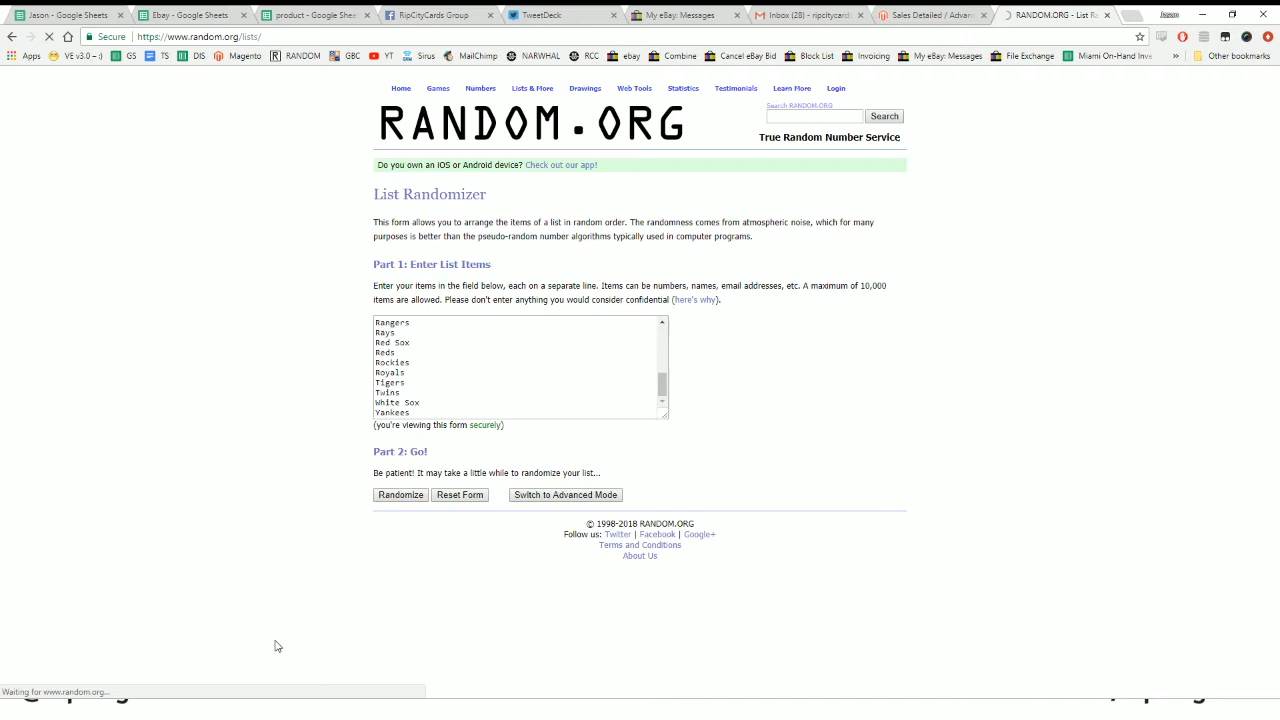 Jason - Google Sheets
Ebay - Google Sheets
product - Google Shee
RipCityCards Group
TweetDeck
My eBay: Messages
Inbox (28) - ripcitycard
Sales Detailed / Advan
RANDOM.ORG - List Ra
Jason
Secure https://www.random.org/lists/
Apps VE v3.0 -- :) GS TS DIS Magento RANDOM GBC YT Sirus MailChimp NARWHAL RCC ebay Combine Cancel eBay Bid Block List Invoicing My eBay: Messages File Exchange Miami On-Hand Inve » Other bookmarks
Home Games Numbers Lists & More Drawings Web Tools Statistics Testimonials Learn More Login
RANDOM.ORG
Search RANDOM.ORG
Search
True Random Number Service
Do you own an iOS or Android device? Check out our app!
List Randomizer
This form allows you to arrange the items of a list in random order. The randomness comes from atmospheric noise, which for many
purposes is better than the pseudo-random number algorithms typically used in computer programs.
Part 1: Enter List Items
Enter your items in the field below, each on a separate line. Items can be numbers, names, email addresses, etc. A maximum of 10,000
items are allowed. Please don't enter anything you would consider confidential (here's why).
Rangers
Rays
Red Sox
Reds
Rockies
Royals
Tigers
Twins
White Sox
Yankees
(you're viewing this form securely)
Part 2: Go!
Be patient! It may take a little while to randomize your list...
Randomize Reset Form Switch to Advanced Mode
© 1998-2018 RANDOM.ORG
Follow us: Twitter | Facebook | Google+
Terms and Conditions
About Us
Waiting for www.random.org...